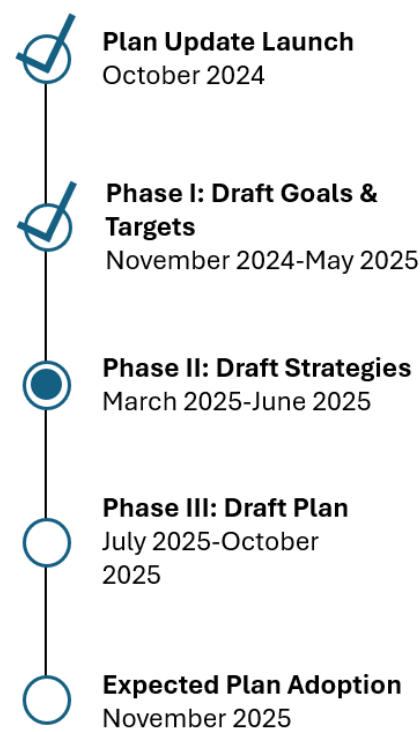 Plan Update Launch
October 2024
Phase I: Draft Goals &
Targets
November 2024-May 2025
Phase II: Draft Strategies
March 2025-June 2025
Phase III: Draft Plan
July 2025-October
2025
Expected Plan Adoption
November 2025